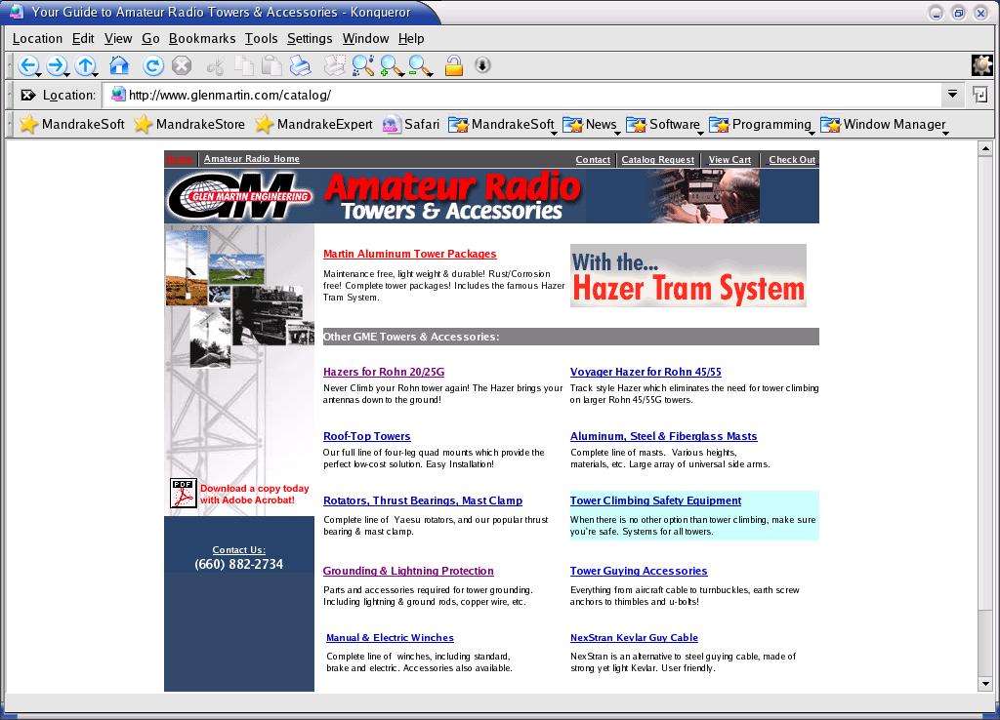 Your Guide to Amateur Radio Towers & Accessories - Konqueror
Location Edit View Go Bookmarks Tools Settings Window Help
Location: http://www.glenmartin.com/catalog/
MandrakeSoft MandrakeStore MandrakeExpert Safari MandrakeSoft News Software Programming Window Manager
Home Amateur Radio Home Contact Catalog Request View Cart Check Out
GM
GLEN MARTIN ENGINEERING
Amateur Radio
Towers & Accessories
Martin Aluminum Tower Packages
Maintenance free, light weight & durable! Rust/Corrosion
free! Complete tower packages! Includes the famous Hazer
Tram System.
With the...
Hazer Tram System
Other GME Towers & Accessories:
Hazers for Rohn 20/25G
Never Climb your Rohn tower again! The Hazer brings your
antennas down to the ground!
Voyager Hazer for Rohn 45/55
Track style Hazer which eliminates the need for tower climbing
on larger Rohn 45/55G towers.
Roof-Top Towers
Our full line of four-leg quad mounts which provide the
perfect low-cost solution. Easy Installation!
Aluminum, Steel & Fiberglass Masts
Complete line of masts.  Various heights,
materials, etc. Large array of universal side arms.
PDF
Download a copy today
with Adobe Acrobat!
Rotators, Thrust Bearings, Mast Clamp
Complete line of  Yaesu rotators, and our popular thrust
bearing & mast clamp.
Tower Climbing Safety Equipment
When there is no other option than tower climbing, make sure
you're safe. Systems for all towers.
Contact Us:
(660) 882-2734
Grounding & Lightning Protection
Parts and accessories required for tower grounding.
Including lightning & ground rods, copper wire, etc.
Tower Guying Accessories
Everything from aircraft cable to turnbuckles, earth screw
anchors to thimbles and u-bolts!
Manual & Electric Winches
Complete line of  winches, including standard,
brake and electric. Accessories also available.
NexStran Kevlar Guy Cable
NexStran is an alternative to steel guying cable, made of
strong yet light Kevlar. User friendly.